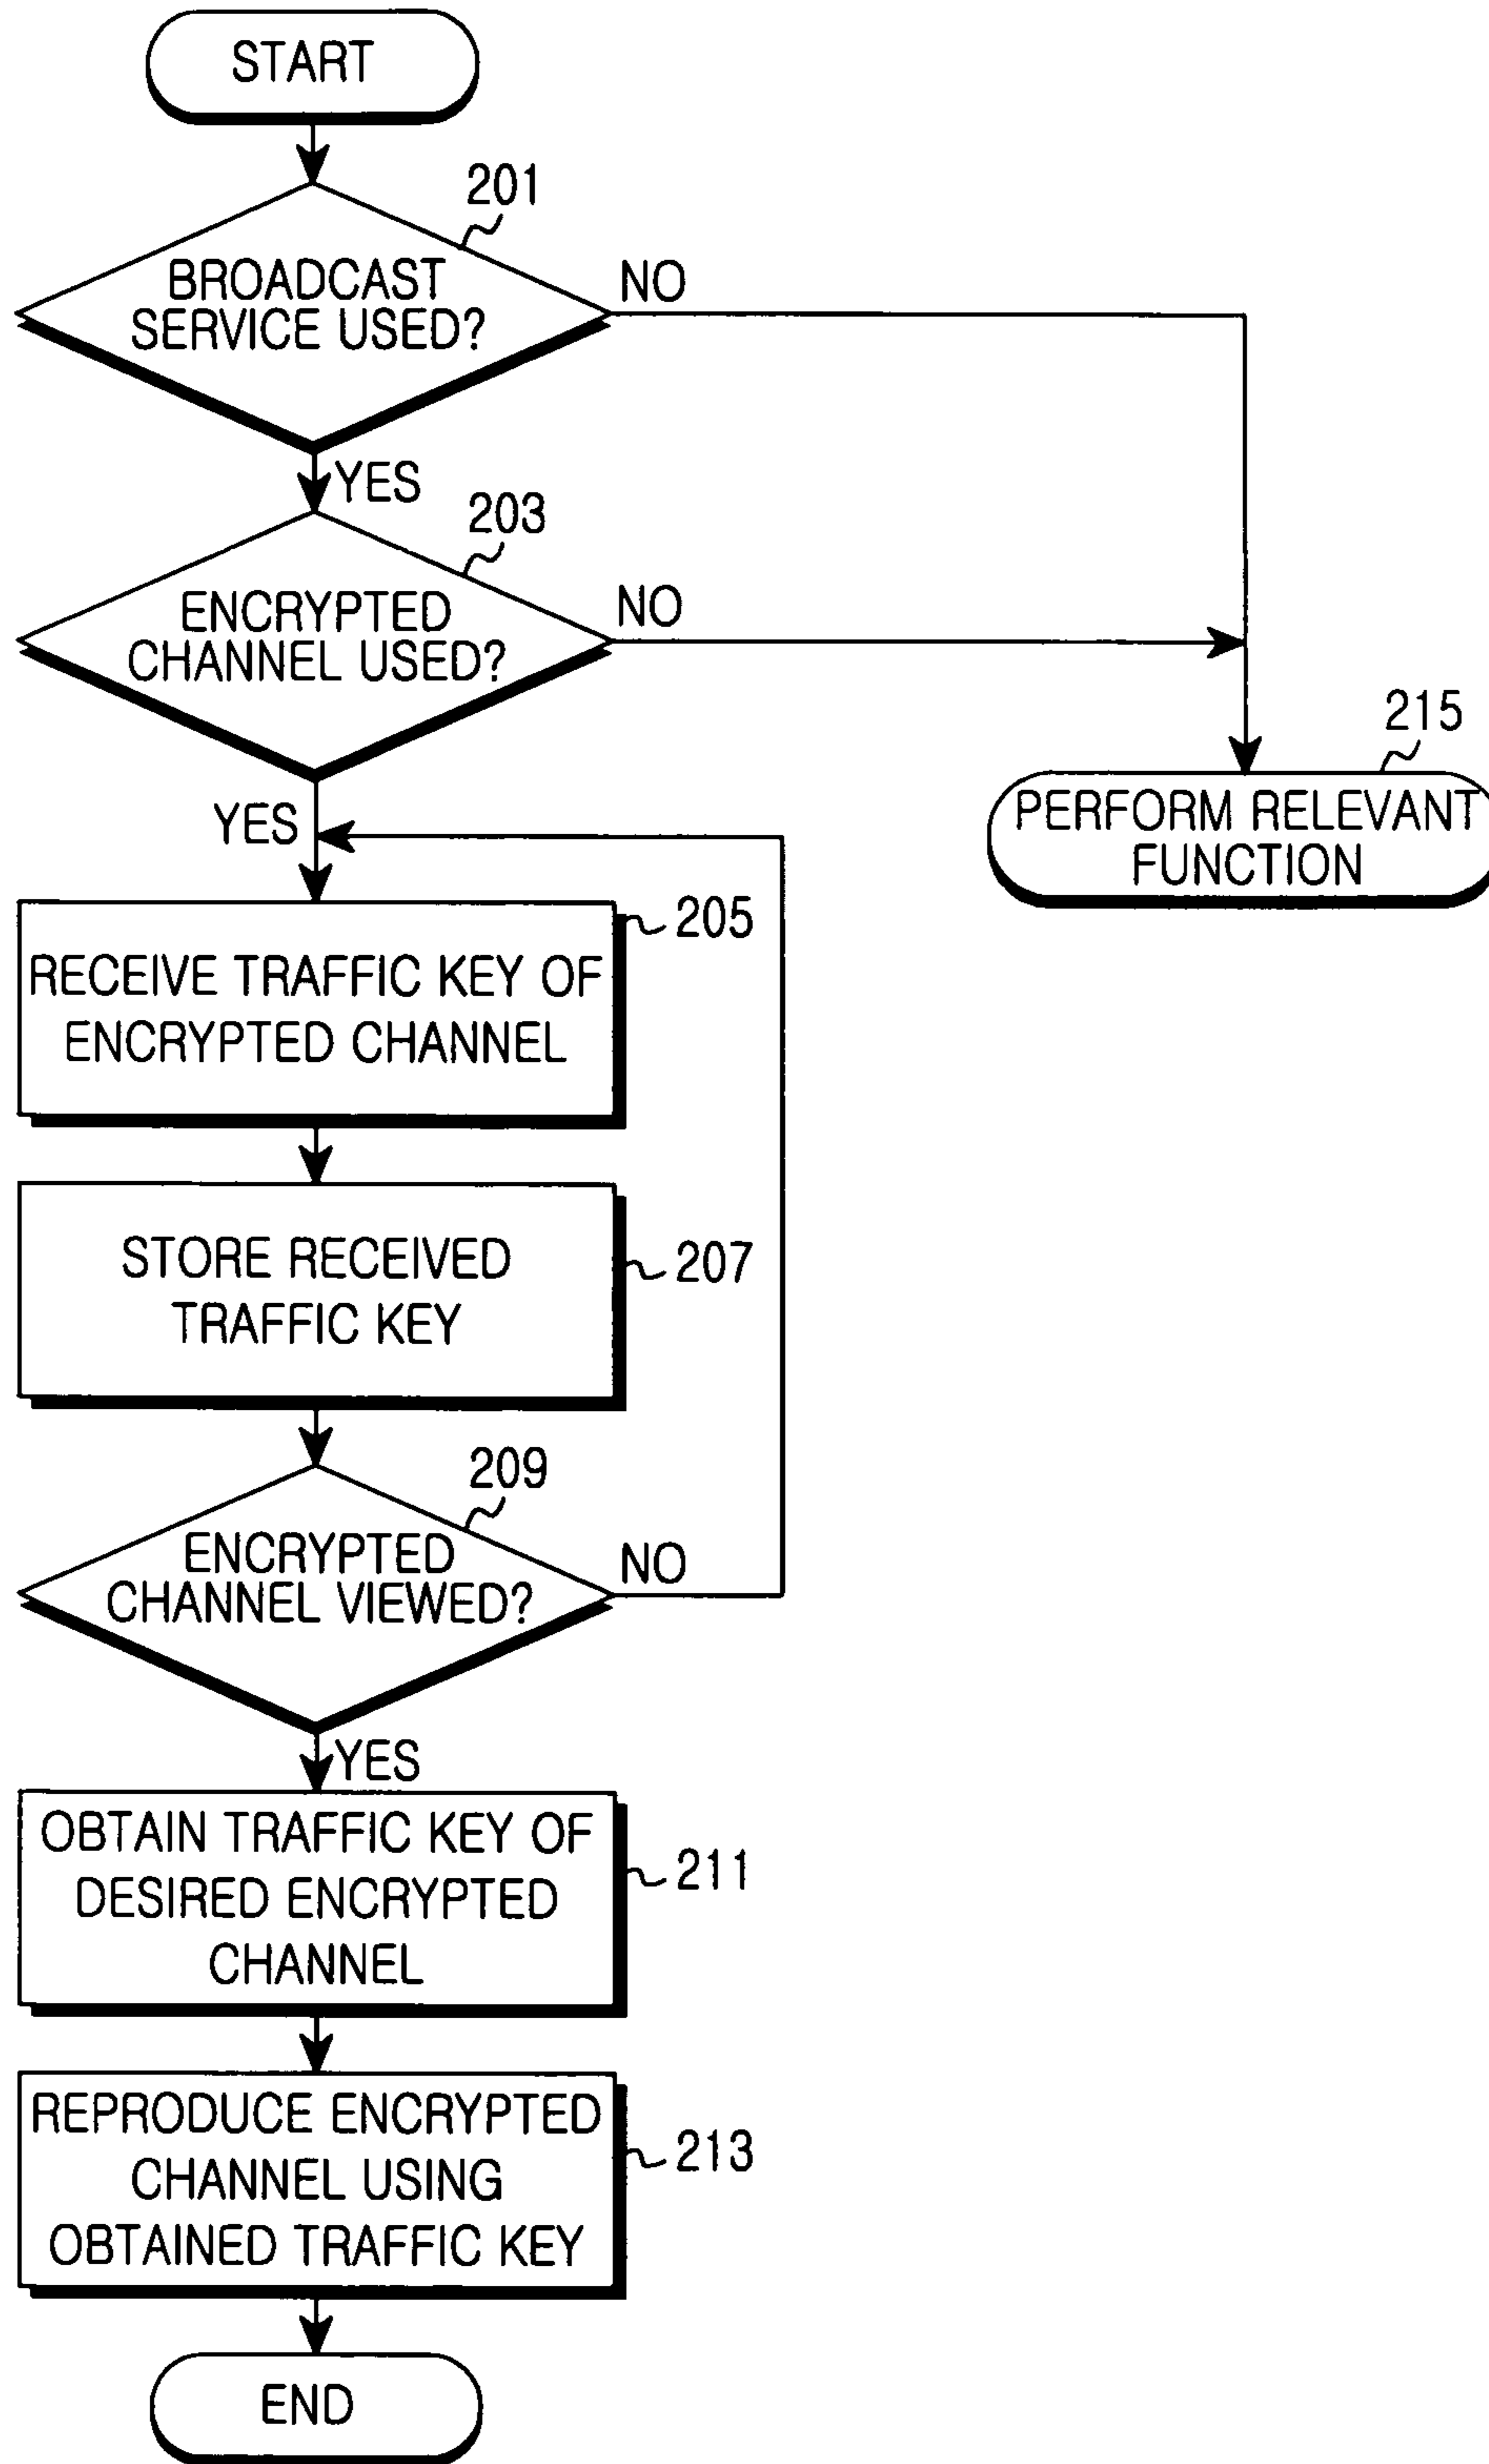 START
201
BROADCAST
SERVICE USED?
NO
YES
203
ENCRYPTED
CHANNEL USED?
NO
215
PERFORM RELEVANT
FUNCTION
YES
205
RECEIVE TRAFFIC KEY OF
ENCRYPTED CHANNEL
STORE RECEIVED
TRAFFIC KEY
207
209
ENCRYPTED
CHANNEL VIEWED?
NO
YES
OBTAIN TRAFFIC KEY OF
DESIRED ENCRYPTED
CHANNEL
211
REPRODUCE ENCRYPTED
CHANNEL USING
OBTAINED TRAFFIC KEY
213
END